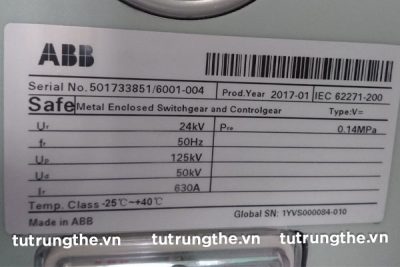 ABB
Serial No. 501733851/6001-004 Prod.Year 2017-01 IEC 62271-200
Safe Metal Enclosed Switchgear and Controlgear Type:V=
Ur 24kV Pre 0.14MPa
fr 50Hz
Up 125kV
Ud 50kV
Ir 630A
Temp. Class -25℃~+40℃
Made in ABB Global SN: 1YVS000084-010
tutrungthe.vn tutrungthe.vn tutrungthe.vn